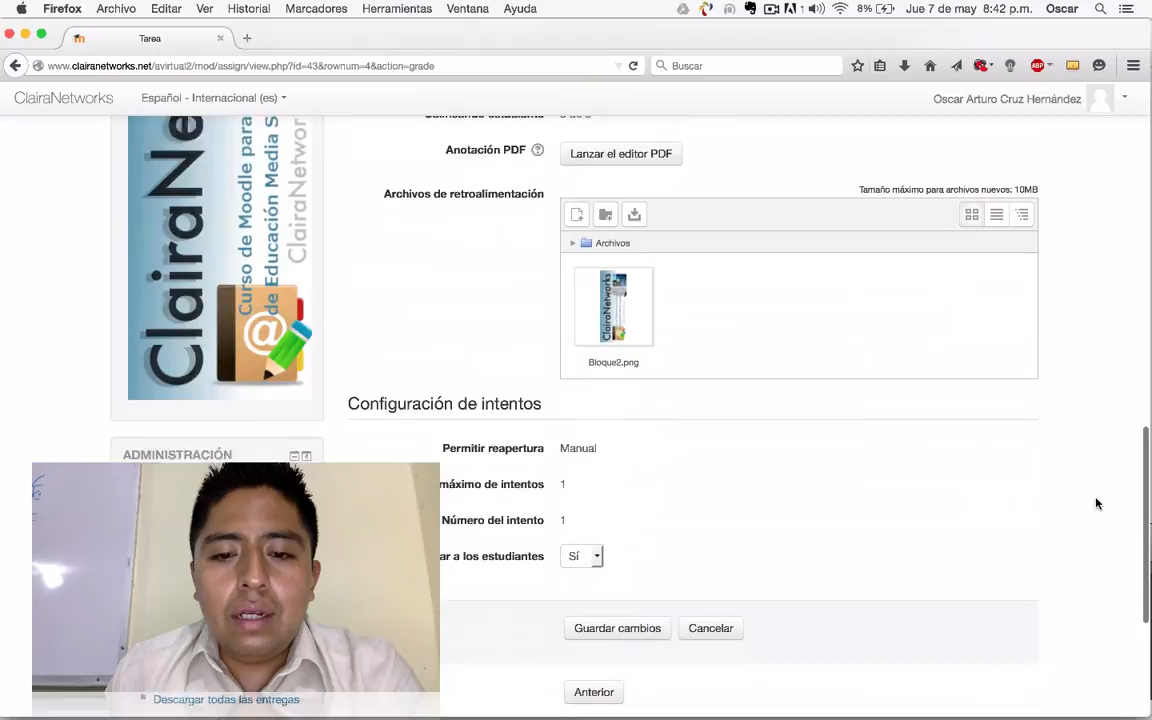 Firefox Archivo Editar Ver Historial Marcadores Herramientas Ventana Ayuda 1 8% Jue 7 de may 8:42 p.m. Oscar
Tarea
www.clairanetworks.net/avirtual2/mod/assign/view.php?id=43&rownum=4&action=grade
Buscar
ABP
ClairaNetworks Español - Internacional (es) Oscar Arturo Cruz Hernández
Anotación PDF Lanzar el editor PDF
Archivos de retroalimentación
Tamaño máximo para archivos nuevos: 10MB
Archivos
ClairaNetworks
Bloque2.png
ClairaNe
Curso de Moodle para
de Educación Media S
ClairaNetwor
@
Configuración de intentos
Permitir reapertura Manual
máximo de intentos 1
Número del intento 1
ar a los estudiantes Sí
ADMINISTRACIÓN
Guardar cambios Cancelar
Anterior
Descargar todas las entregas